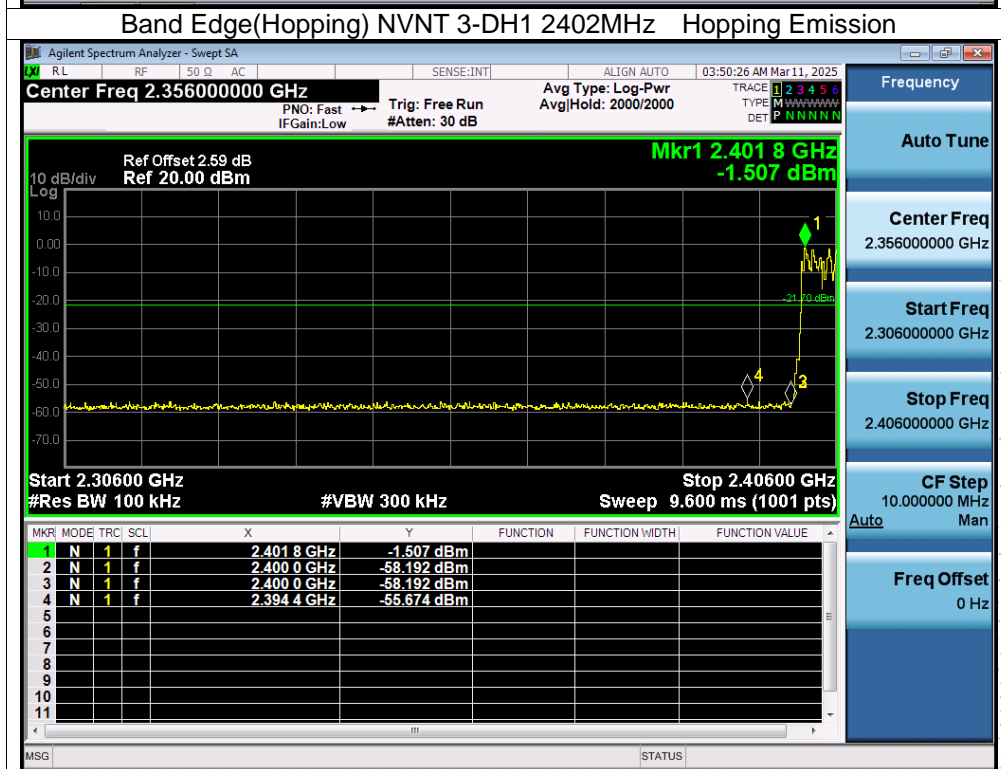 Band Edge(Hopping) NVNT 3-DH1 2402MHz Hopping Emission
Agilent Spectrum Analyzer - Swept SA
LXI RL RF 50 Ω AC SENSE:INT ALIGN AUTO 03:50:26 AM Mar 11, 2025
Center Freq 2.356000000 GHz
PNO: Fast
IFGain:Low
Trig: Free Run
#Atten: 30 dB
Avg Type: Log-Pwr
Avg|Hold: 2000/2000
TRACE 1 2 3 4 5 6
TYPE M WWWWW
DET P N N N N N
Frequency
Auto Tune
Center Freq
2.356000000 GHz
Start Freq
2.306000000 GHz
Stop Freq
2.406000000 GHz
CF Step
10.000000 MHz
Auto Man
Freq Offset
0 Hz
Mkr1 2.401 8 GHz
-1.507 dBm
Ref Offset 2.59 dB
10 dB/div Ref 20.00 dBm
Log
10.0
0.00
-10.0
-20.0
-30.0
-40.0
-50.0
-60.0
-70.0
1
-21.70 dBm
4
3
Start 2.30600 GHz Stop 2.40600 GHz
#Res BW 100 kHz #VBW 300 kHz Sweep 9.600 ms (1001 pts)
MKR MODE TRC SCL X Y FUNCTION FUNCTION WIDTH FUNCTION VALUE
1 N 1 f 2.401 8 GHz -1.507 dBm
2 N 1 f 2.400 0 GHz -58.192 dBm
3 N 1 f 2.400 0 GHz -58.192 dBm
4 N 1 f 2.394 4 GHz -55.674 dBm
5
6
7
8
9
10
11
MSG STATUS